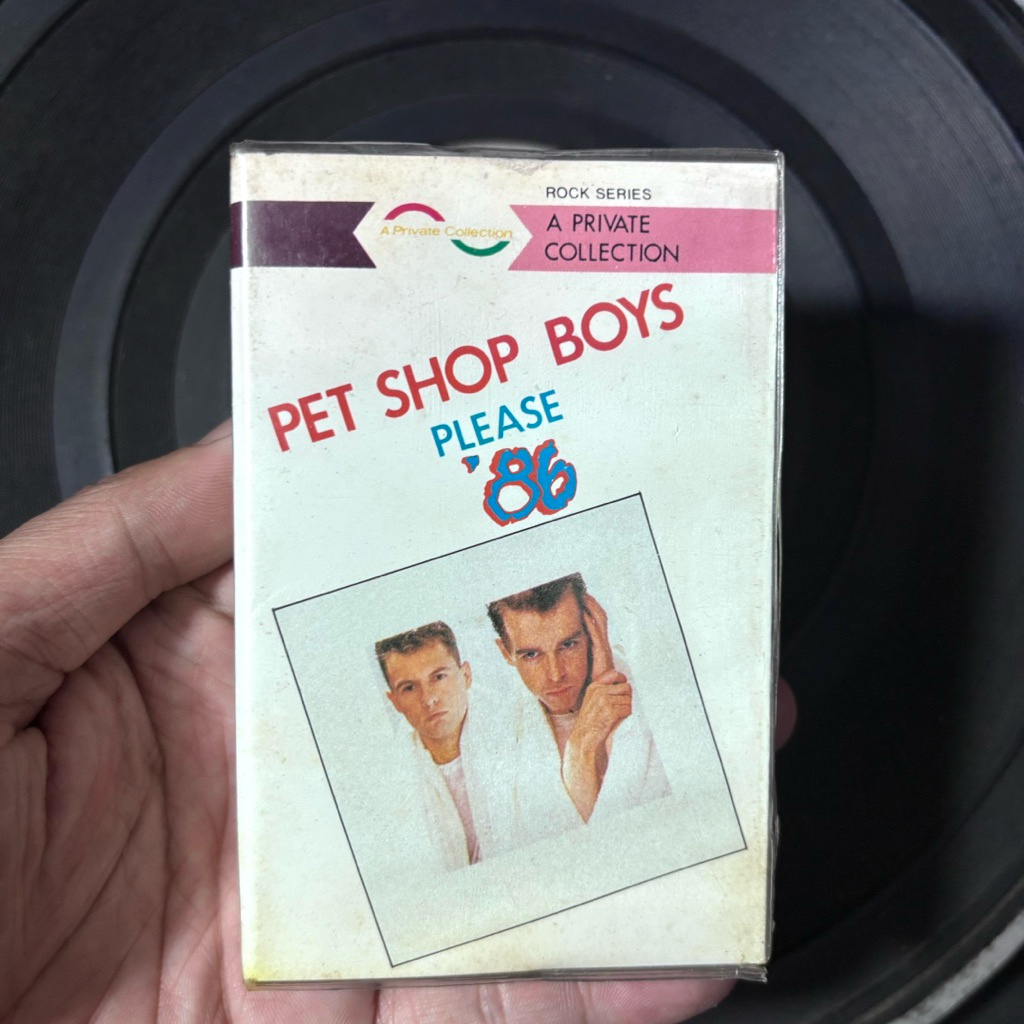 ROCK SERIES
A Private Collection
A PRIVATE
COLLECTION
PET SHOP BOYS
PLEASE
'86